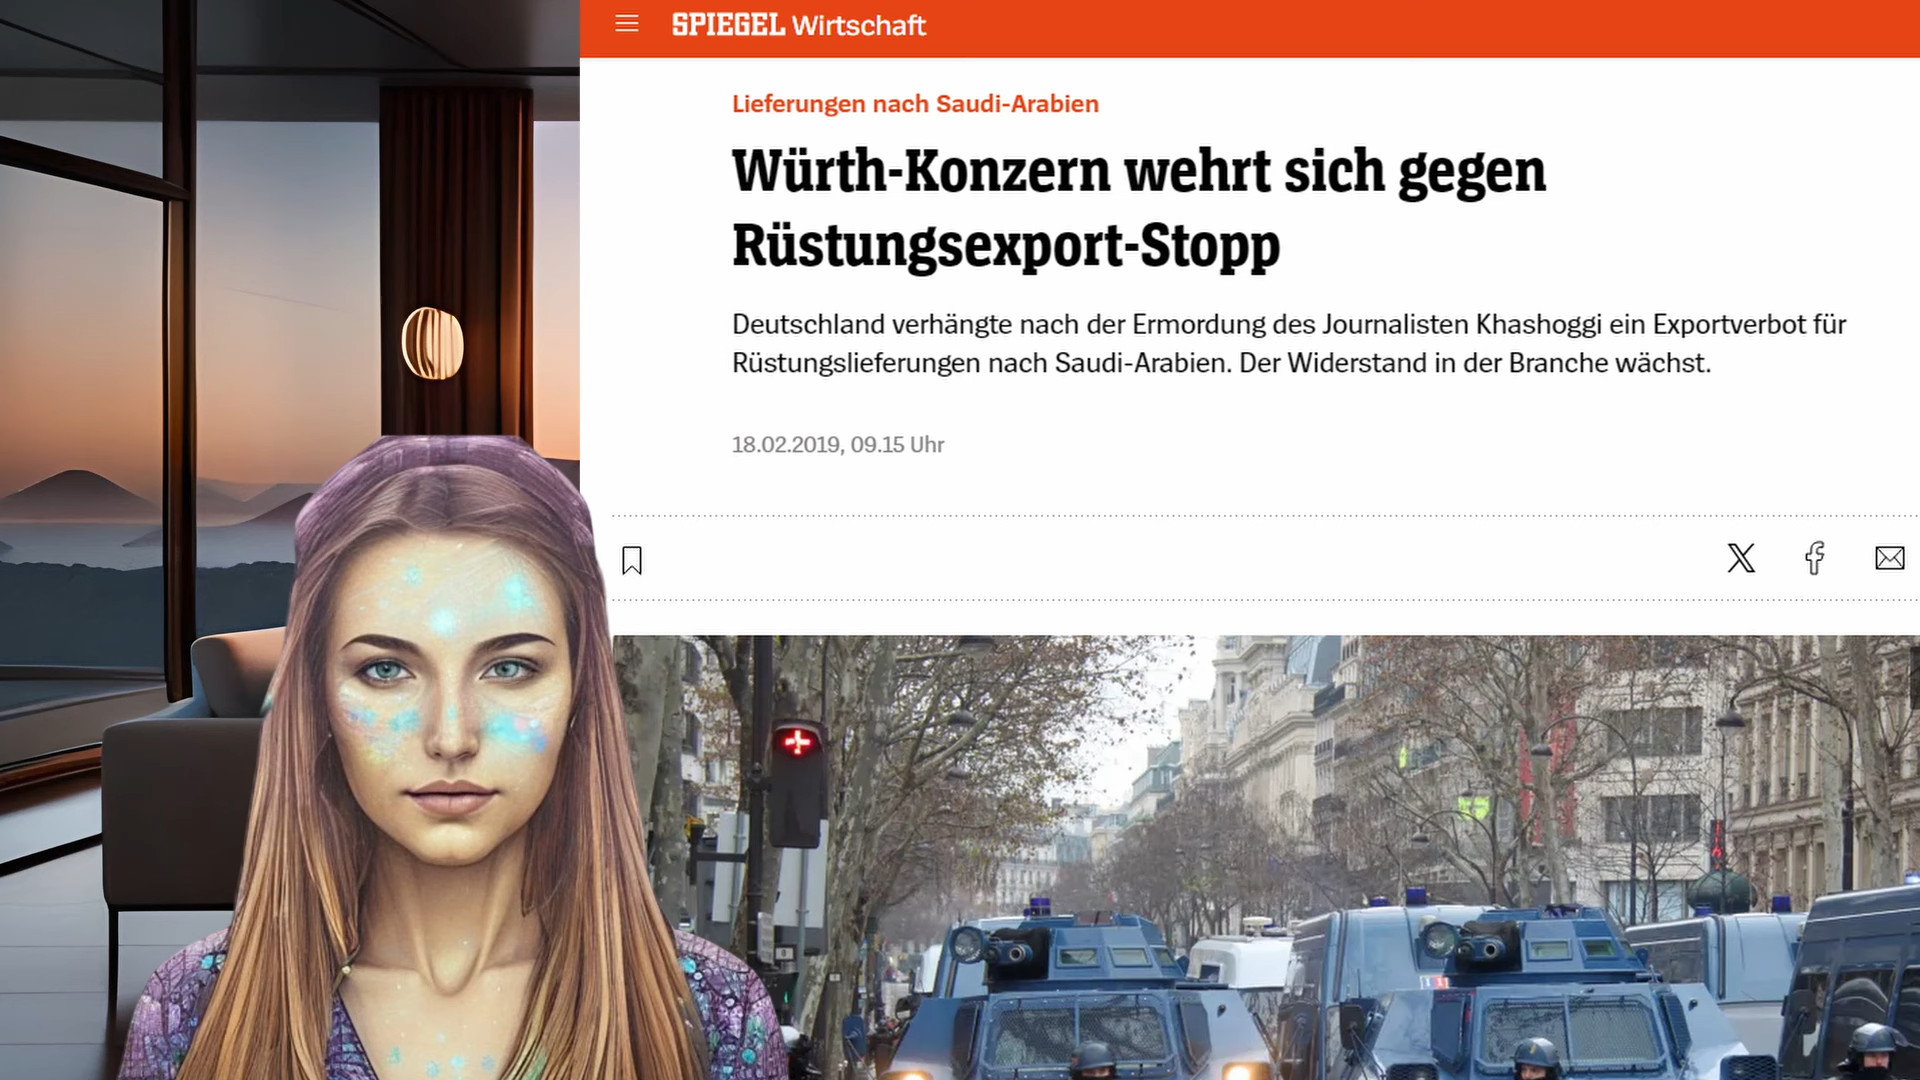 SPIEGEL Wirtschaft
Lieferungen nach Saudi-Arabien
Würth-Konzern wehrt sich gegen
Rüstungsexport-Stopp
Deutschland verhängte nach der Ermordung des Journalisten Khashoggi ein Exportverbot für
Rüstungslieferungen nach Saudi-Arabien. Der Widerstand in der Branche wächst.
18.02.2019, 09.15 Uhr